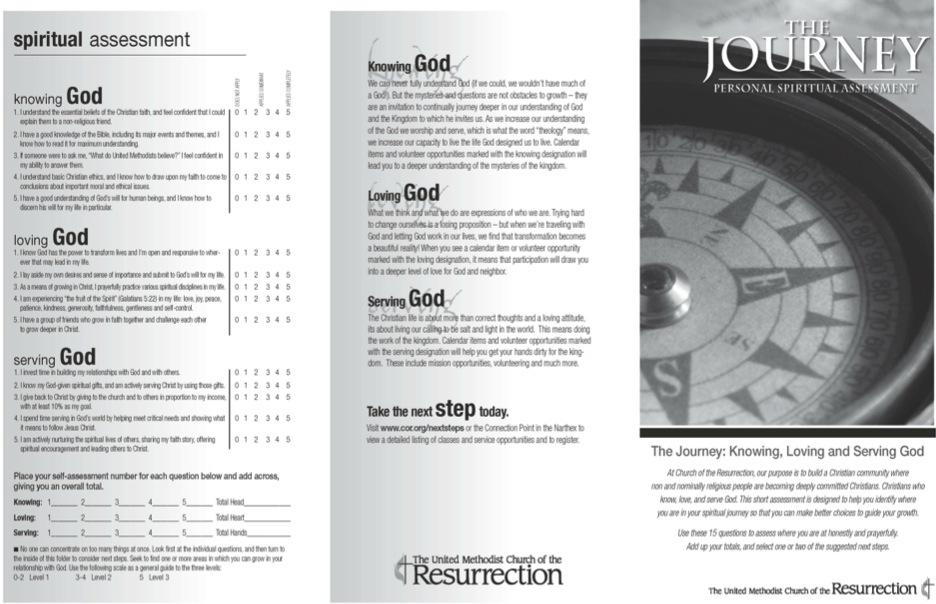 spiritual assessment
DOES NOT APPLY
APPLIES SOMEWHAT
APPLIES COMPLETELY
knowing God
1. I understand the essential beliefs of the Christian faith, and feel confident that I could 0 1 2 3 4 5
explain them to a non-religious friend.
2. I have a good knowledge of the Bible, including its major events and themes, and I 0 1 2 3 4 5
know how to read it for maximum understanding.
3. If someone were to ask me, "What do United Methodists believe?" I feel confident in 0 1 2 3 4 5
my ability to answer them.
4. I understand basic Christian ethics, and I know how to draw upon my faith to come to 0 1 2 3 4 5
conclusions about important moral and ethical issues.
5. I have a good understanding of God's will for human beings, and I know how to 0 1 2 3 4 5
discern his will for my life in particular.
loving God
1. I know God has the power to transform lives and I'm open and responsive to wher- 0 1 2 3 4 5
ever that may lead in my life.
2. I lay aside my own desires and sense of importance and submit to God's will for my life. 0 1 2 3 4 5
3. As a means of growing in Christ, I prayerfully practice various spiritual disciplines in my life. 0 1 2 3 4 5
4. I am experiencing "the fruit of the Spirit" (Galatians 5:22) in my life: love, joy, peace, 0 1 2 3 4 5
patience, kindness, generosity, faithfulness, gentleness and self-control.
5. I have a group of friends who grow in faith together and challenge each other 0 1 2 3 4 5
to grow deeper in Christ.
serving God
1. I invest time in building my relationships with God and with others. 0 1 2 3 4 5
2. I know my God-given spiritual gifts, and am actively serving Christ by using those gifts. 0 1 2 3 4 5
3. I give back to Christ by giving to the church and to others in proportion to my income, 0 1 2 3 4 5
with at least 10% as my goal.
4. I spend time serving in God's world by helping meet critical needs and showing what 0 1 2 3 4 5
it means to follow Jesus Christ.
5. I am actively nurturing the spiritual lives of others, sharing my faith story, offering 0 1 2 3 4 5
spiritual encouragement and leading others to Christ.
Place your self-assessment number for each question below and add across,
giving you an overall total.
Knowing: 1______ 2______ 3______ 4______ 5______ Total Head__________
Loving: 1______ 2______ 3______ 4______ 5______ Total Heart__________
Serving: 1______ 2______ 3______ 4______ 5______ Total Hands__________
■ No one can concentrate on too many things at once. Look first at the individual questions, and then turn to
the inside of this folder to consider next steps. Seek to find one or more areas in which you can grow in your
relationship with God. Use the following scale as a general guide to the three levels:
0-2 Level 1 3-4 Level 2 5 Level 3
Knowing God
We can never fully understand God (if we could, we wouldn't have much of
a God!). But the mysteries and questions are not obstacles to growth – they
are an invitation to continually journey deeper in our understanding of God
and the Kingdom to which he invites us. As we increase our understanding
of the God we worship and serve, which is what the word "theology" means,
we increase our capacity to live the life God designed us to live. Calendar
items and volunteer opportunities marked with the knowing designation will
lead you to a deeper understanding of the mysteries of the kingdom.
Loving God
What we think and what we do are expressions of who we are. Trying hard
to change ourselves is a losing proposition – but when we're traveling with
God and letting God work in our lives, we find that transformation becomes
a beautiful reality! When you see a calendar item or volunteer opportunity
marked with the loving designation, it means that participation will draw you
into a deeper level of love for God and neighbor.
Serving God
The Christian life is about more than correct thoughts and a loving attitude,
its about living our calling to be salt and light in the world. This means doing
the work of the kingdom. Calendar items and volunteer opportunities marked
with the serving designation will help you get your hands dirty for the king-
dom. These include mission opportunities, volunteering and much more.
Take the next step today.
Visit www.cor.org/nextsteps or the Connection Point in the Narthex to
view a detailed listing of classes and service opportunities and to register.
The United Methodist Church of the
Resurrection
THE
JOURNEY
PERSONAL SPIRITUAL ASSESSMENT
10 20
E
S
The Journey: Knowing, Loving and Serving God
At Church of the Resurrection, our purpose is to build a Christian community where
non and nominally religious people are becoming deeply committed Christians. Christians who
know, love, and serve God. This short assessment is designed to help you identify where
you are in your spiritual journey so that you can make better choices to guide your growth.
Use these 15 questions to assess where you are at honestly and prayerfully.
Add up your totals, and select one or two of the suggested next steps.
The United Methodist Church of the Resurrection